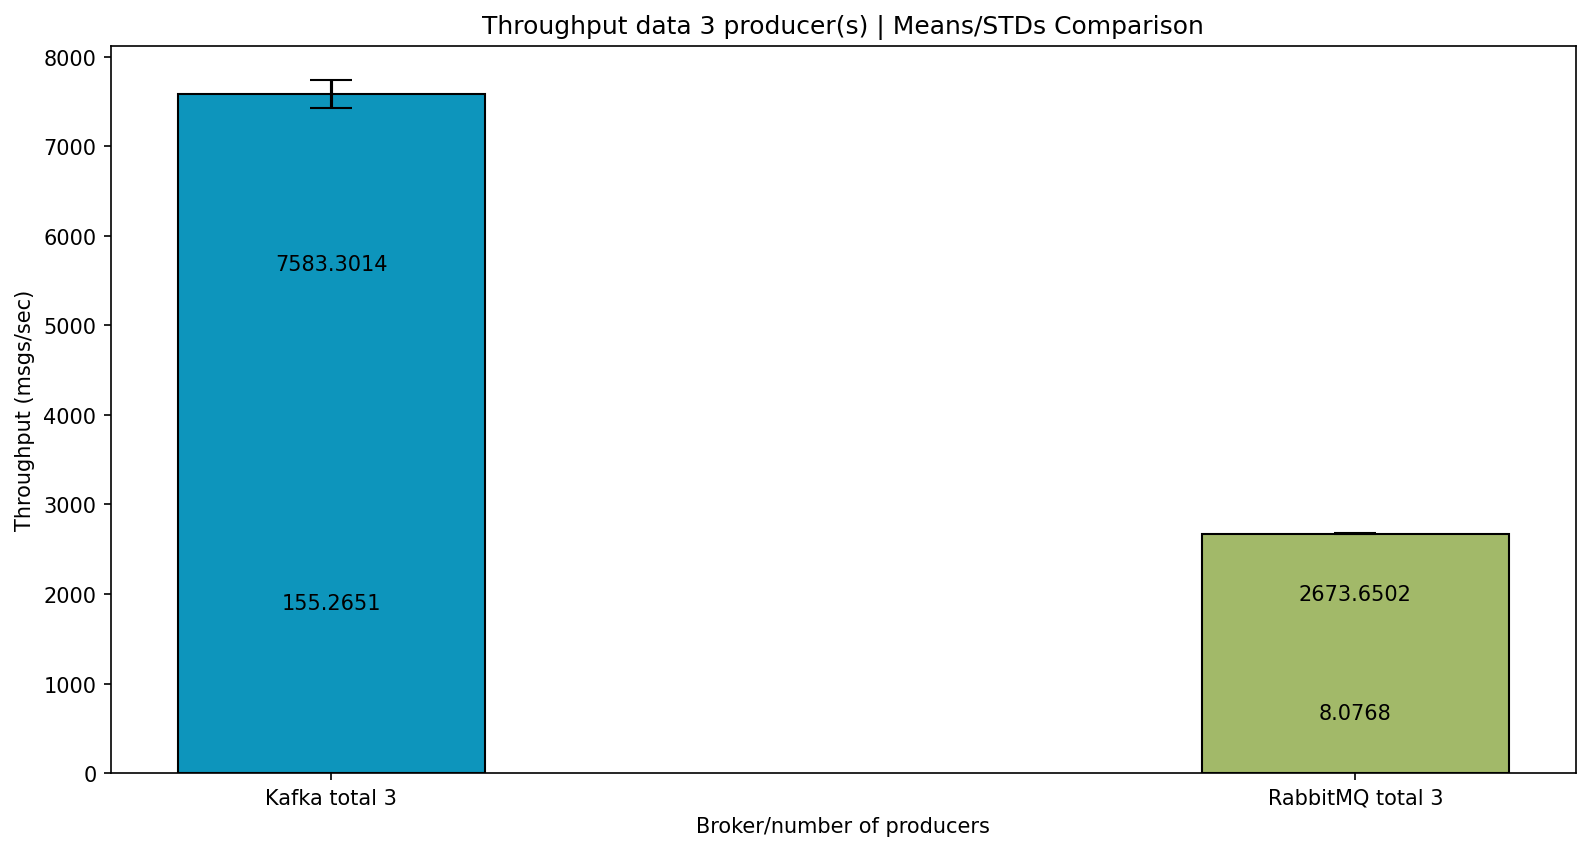 Throughput data 3 producer(s) | Means/STDs Comparison
Throughput (msgs/sec)
8000
7000
6000
5000
4000
3000
2000
1000
0
7583.3014
155.2651
2673.6502
8.0768
Kafka total 3
RabbitMQ total 3
Broker/number of producers